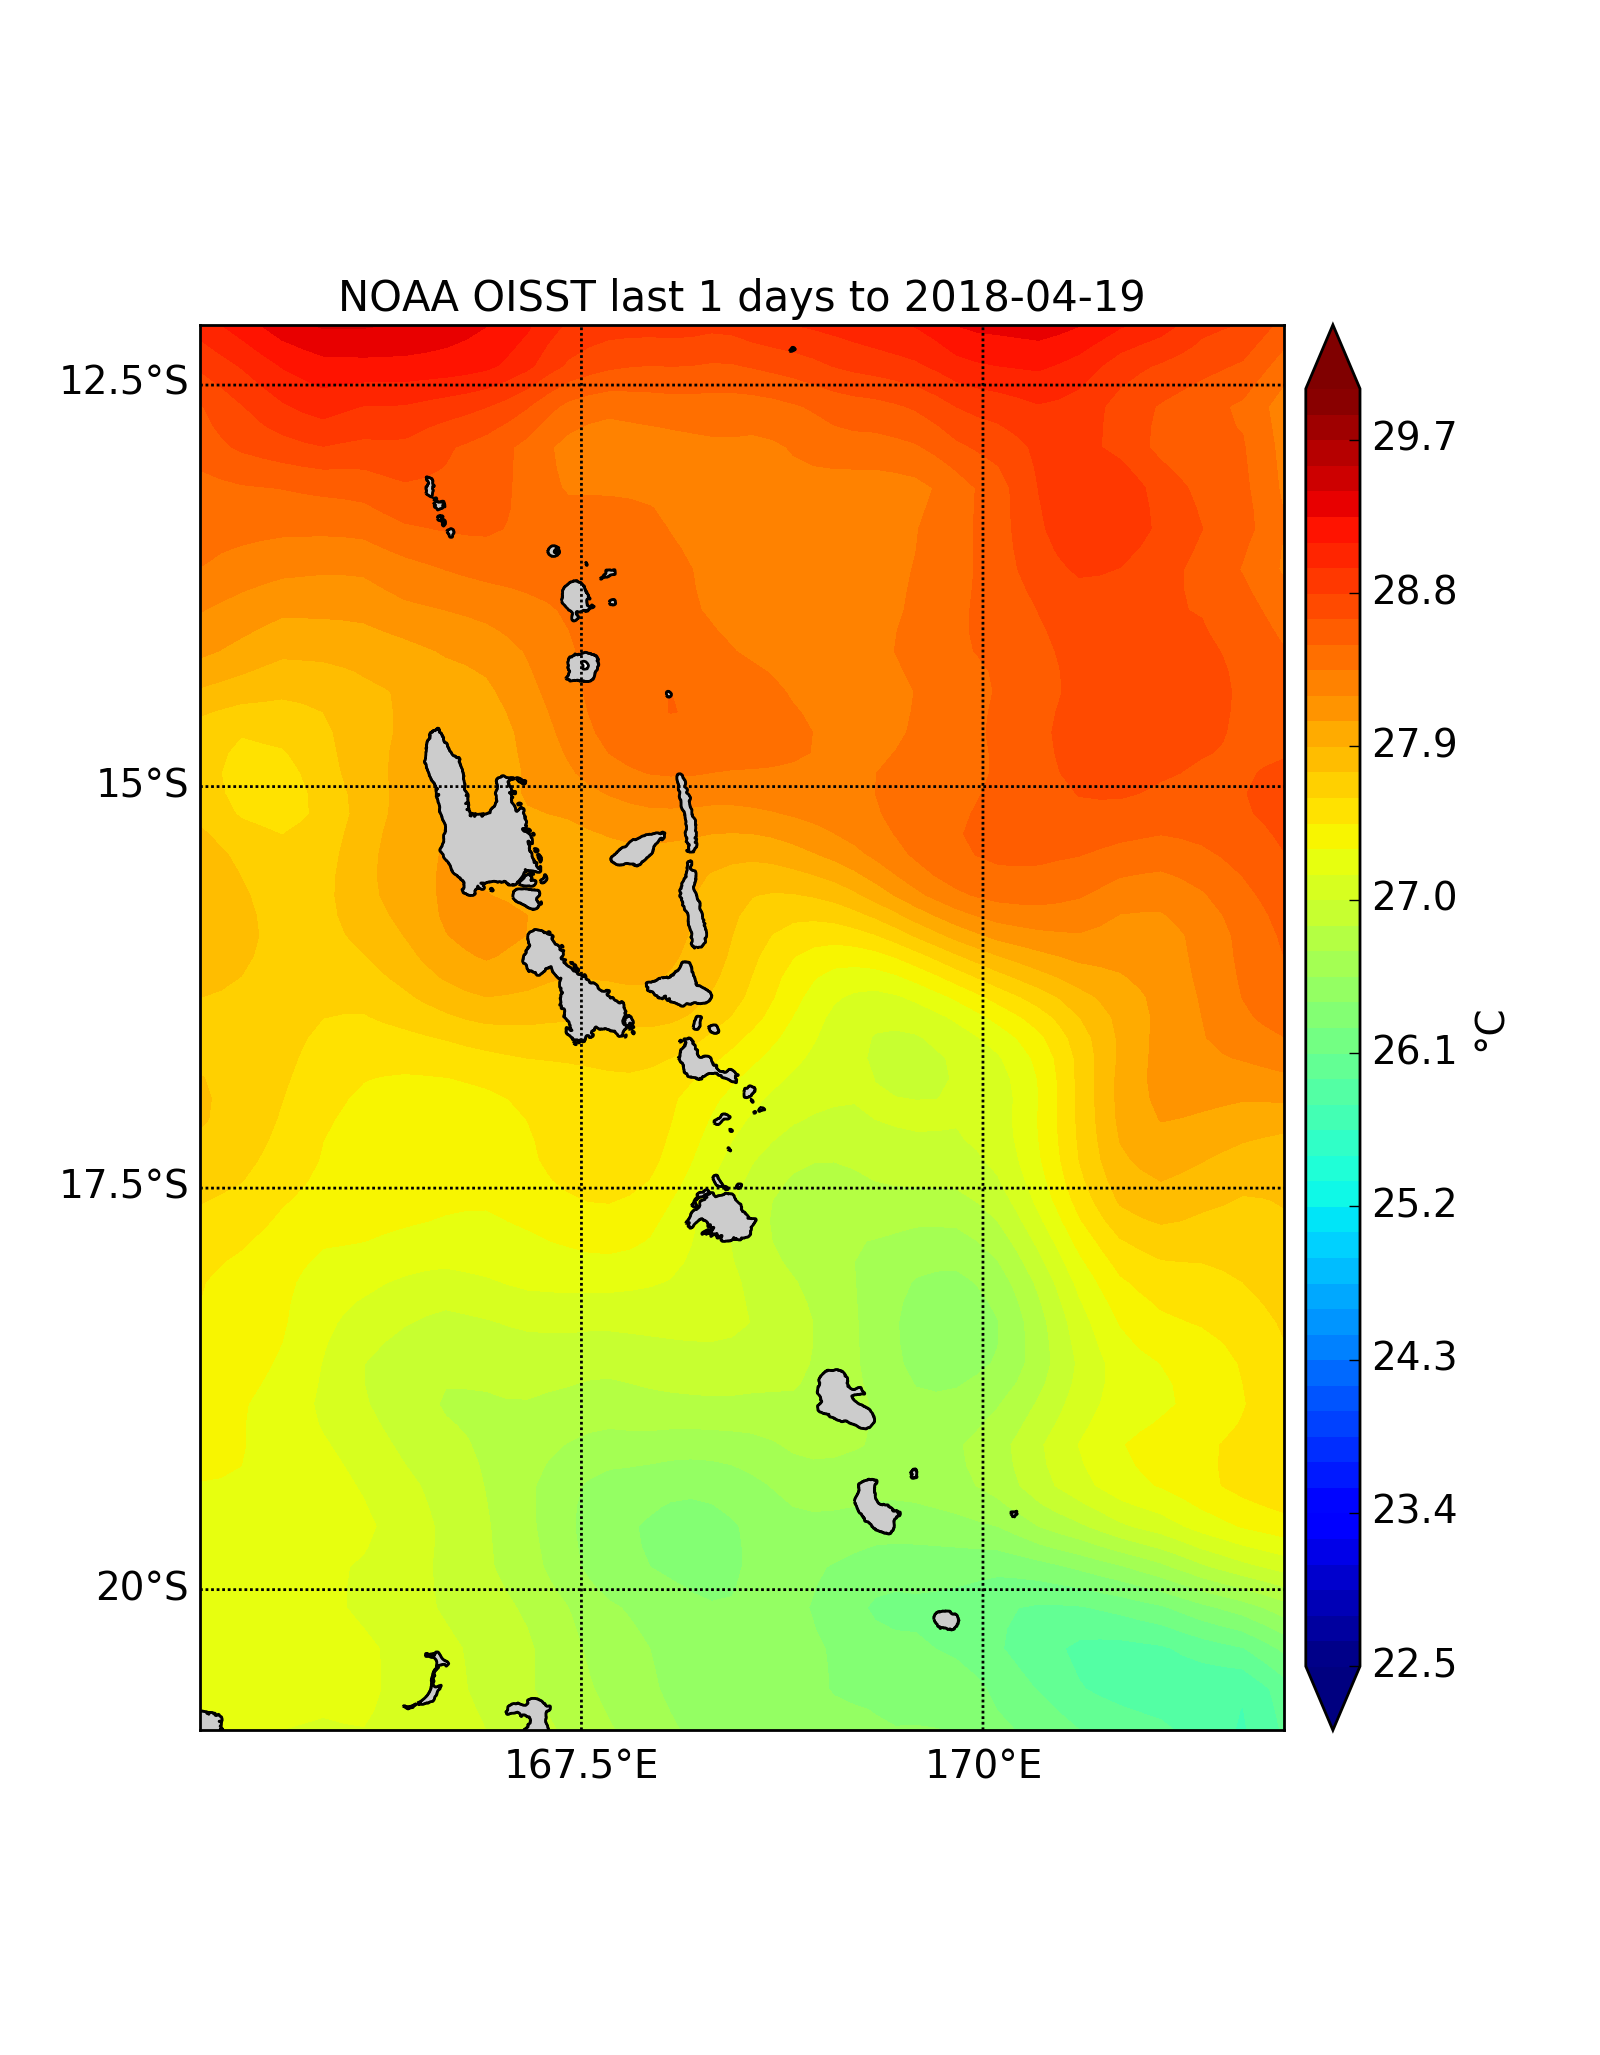 NOAA OISST last 1 days to 2018-04-19
12.5°S
15°S
17.5°S
20°S
167.5°E
170°E
29.7
28.8
27.9
27.0
26.1
25.2
24.3
23.4
22.5
°C